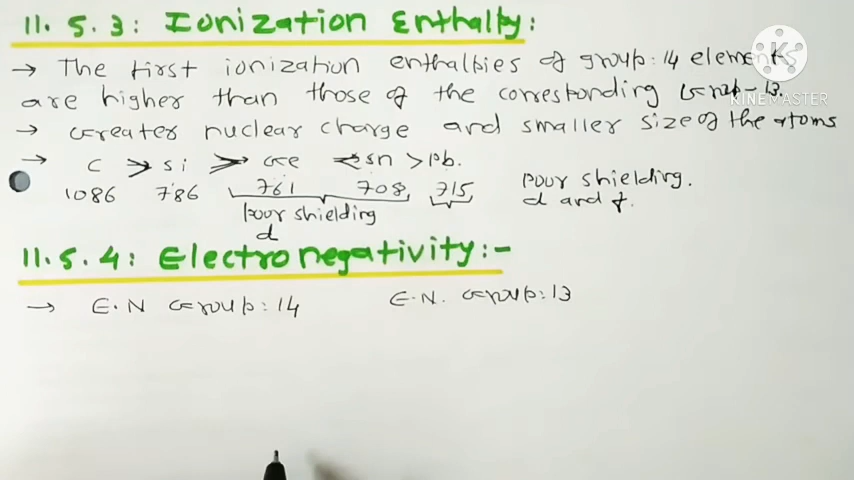 11.5.3: Ionization Enthalpy:
→ The first ionization enthalpies of group: 14 elements
are higher than those of the corresponding Group-13.
→ Greater nuclear charge and smaller size of the atoms
→ C > Si > Ge Sn > Pb.
1086 786 761 708 715
Poor shielding d
Poor shielding.
d and f.
11.5.4: Electronegativity:-
→ E.N Group: 14 E.N. Group: 13
KINEMASTER